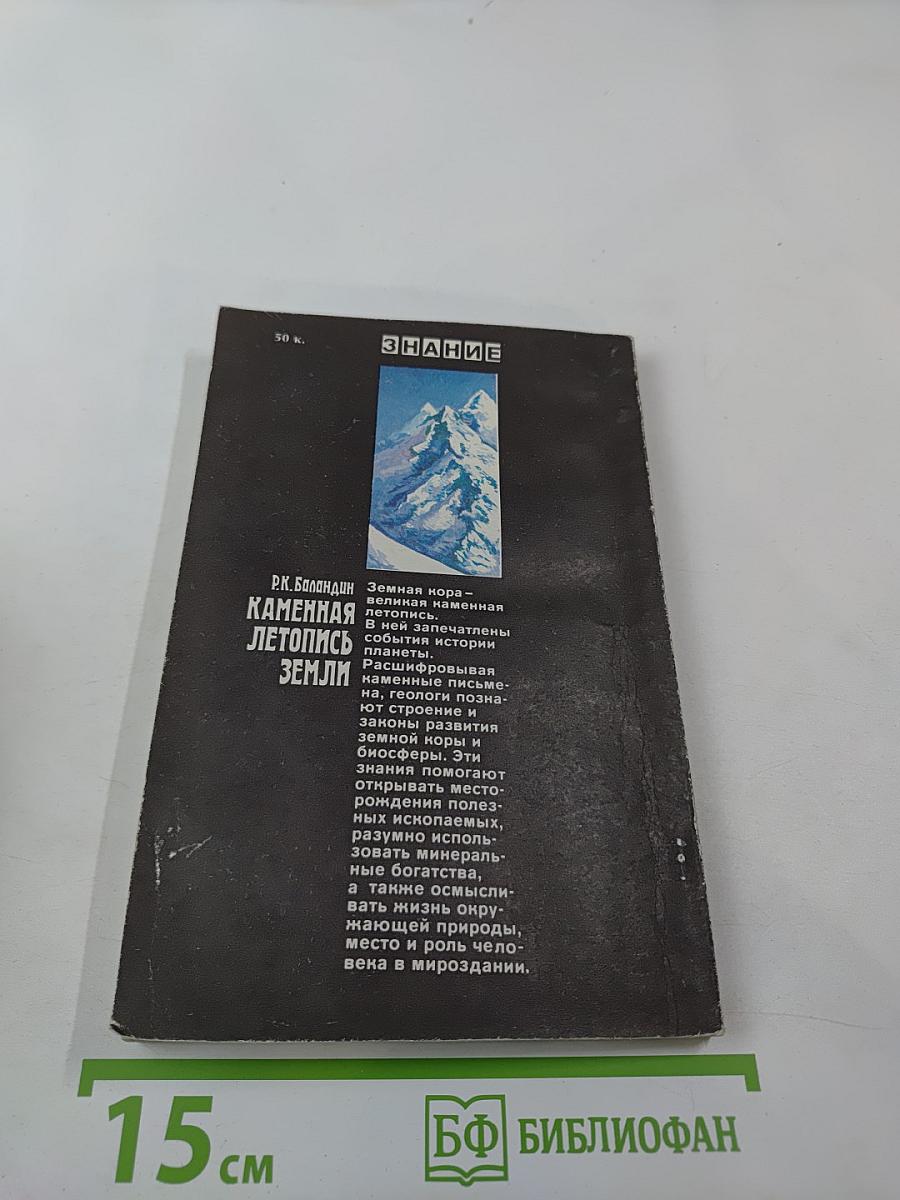 50 к.
ЗНАНИЕ
Р.К. Баландин
КАМЕННАЯ
ЛЕТОПИСЬ
ЗЕМЛИ
Земная кора –
великая каменная
летопись.
В ней запечатлены
события истории
планеты.
Расшифровывая
каменные письме-
на, геологи позна-
ют строение и
законы развития
земной коры и
биосферы. Эти
знания помогают
открывать место-
рождения полез-
ных ископаемых,
разумно исполь-
зовать минераль-
ные богатства,
а также осмысли-
вать жизнь окру-
жающей природы,
место и роль чело-
века в мироздании.
15 см
БФ БИБЛИОФАН